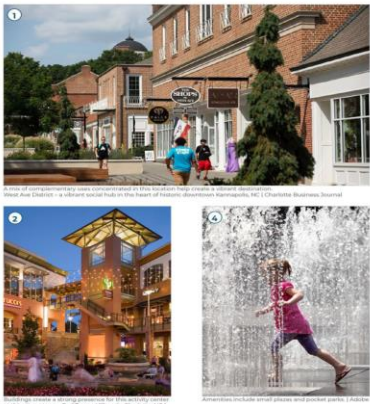 1
SHOPS
A mix of complementary uses concentrated in this location help create a vibrant destination.
West Ave District - a vibrant social hub in the heart of historic downtown Kannapolis, NC | Charlotte Business Journal
2
4
Buildings create a strong presence for this activity center
Amenities include small plazas and pocket parks. | Adobe